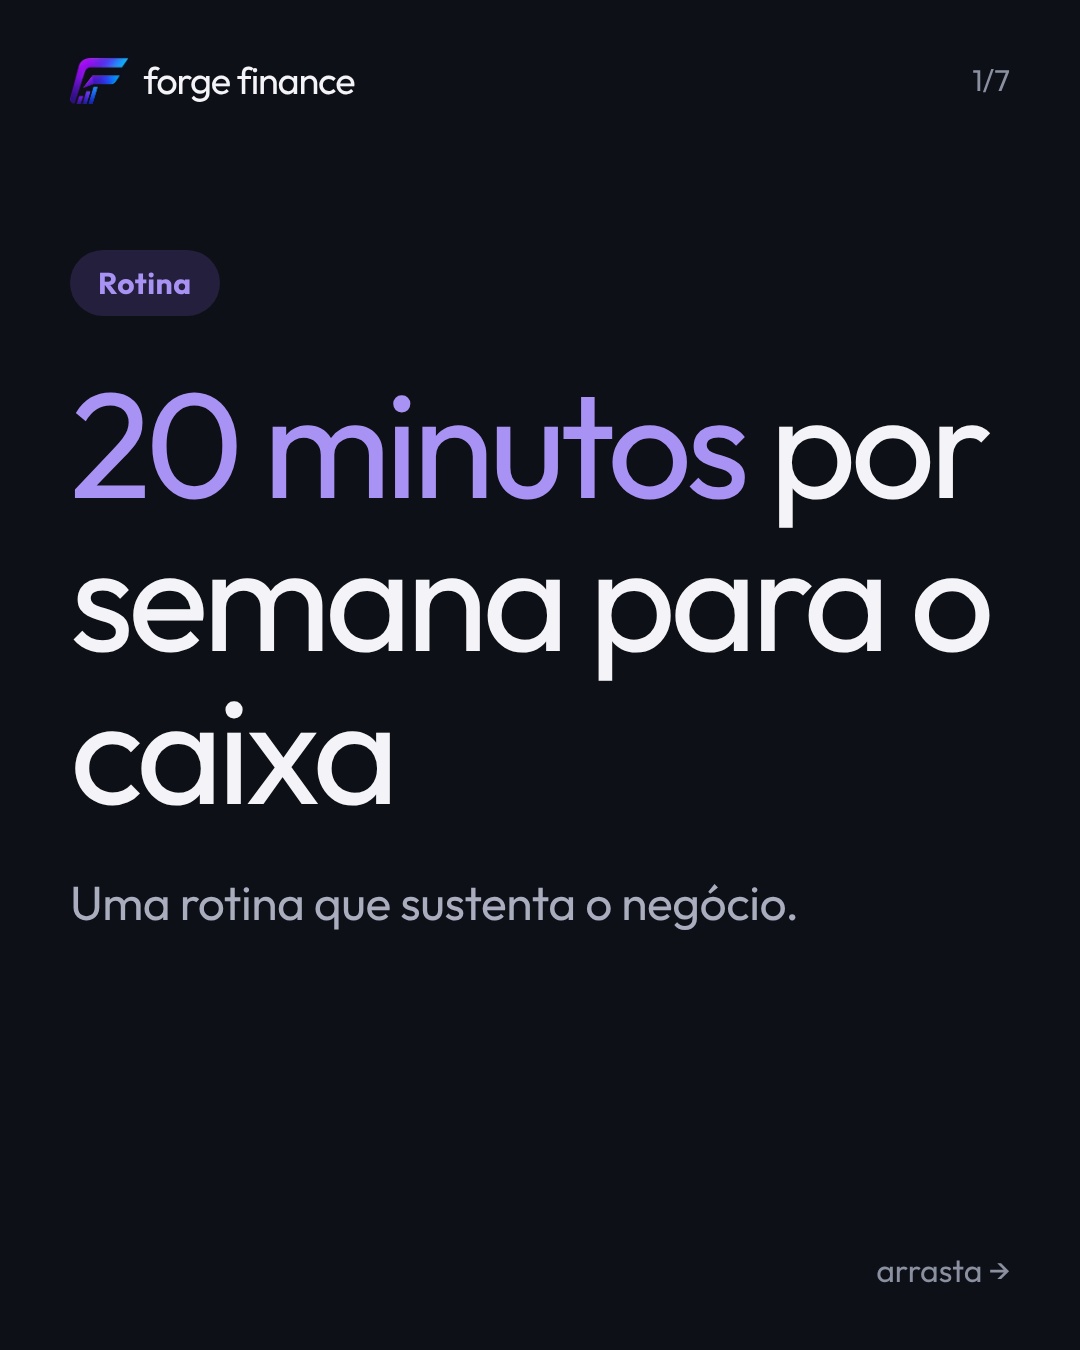 forge finance
1/7
Rotina
20 minutos por
semana para o
caixa
Uma rotina que sustenta o negócio.
arrasta →